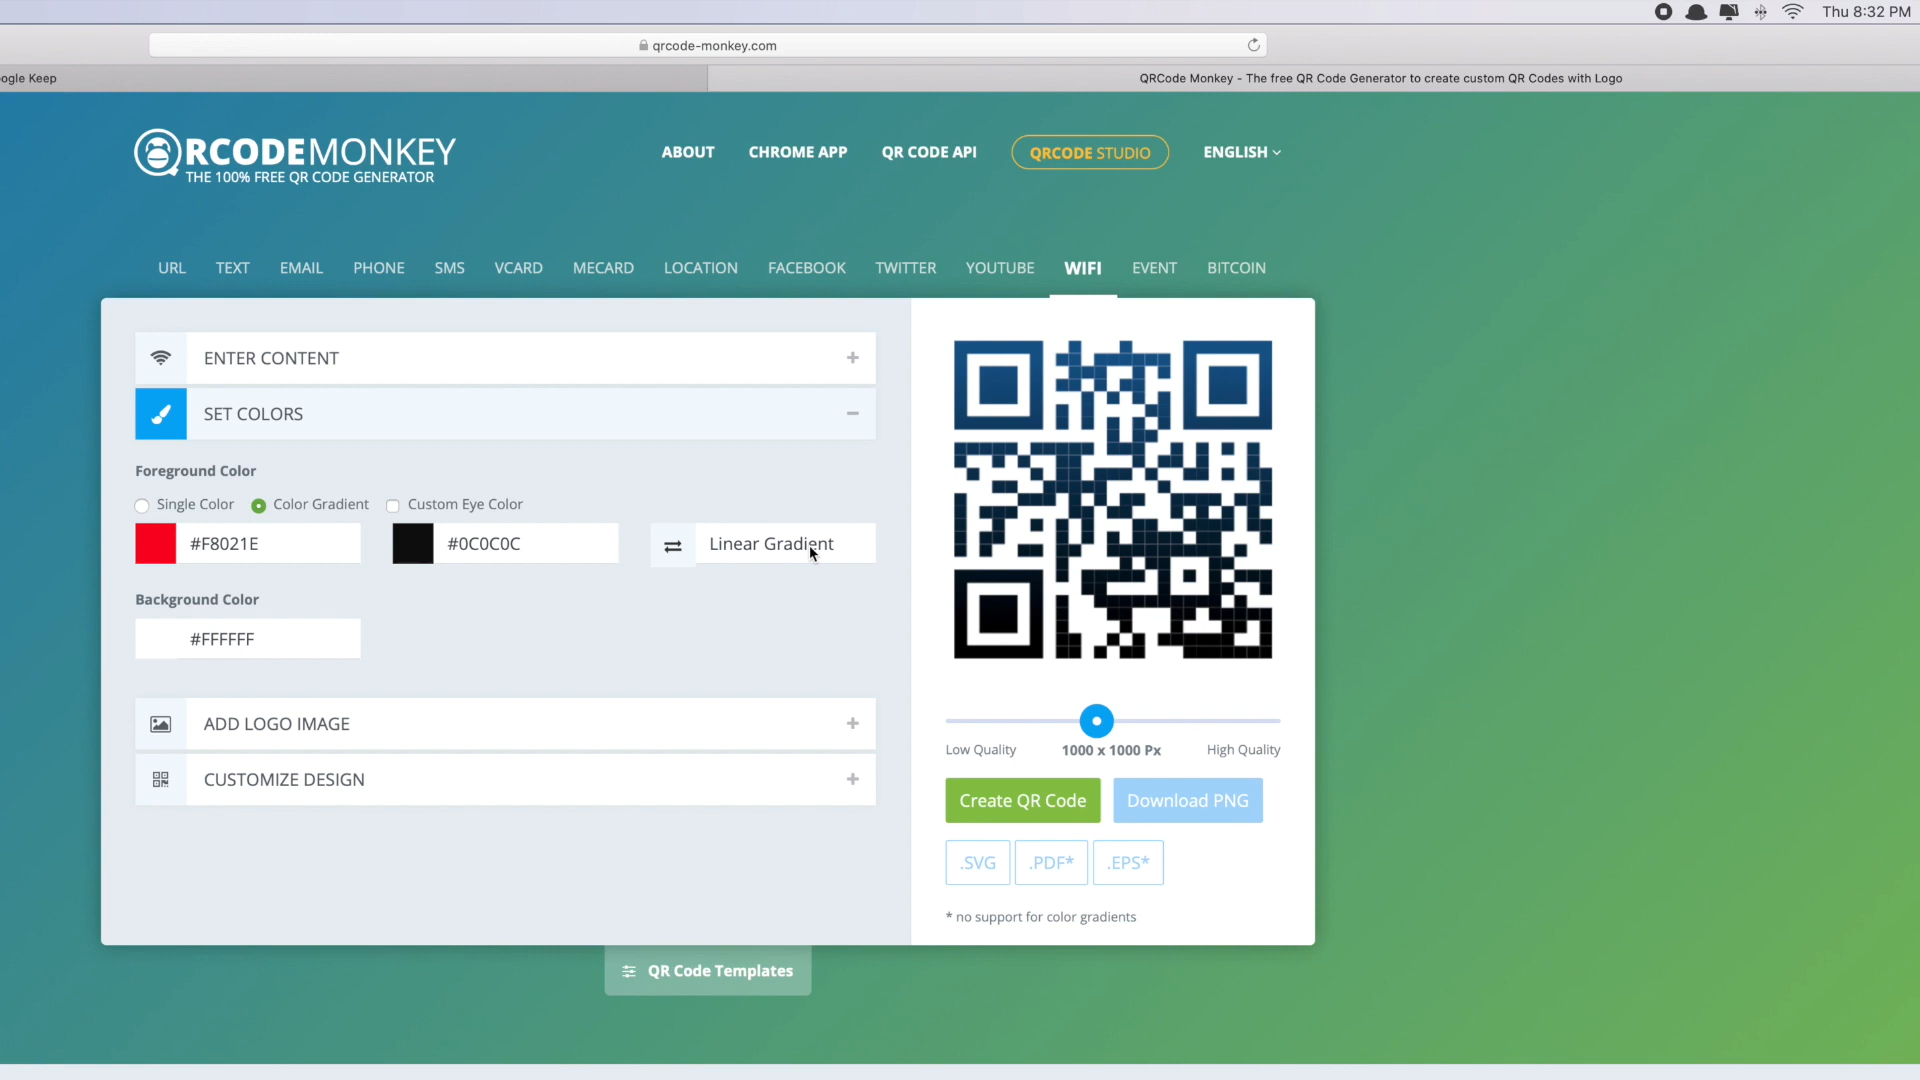 Thu 8:32 PM
qrcode-monkey.com
ogle Keep
QRCode Monkey - The free QR Code Generator to create custom QR Codes with Logo
QRCODEMONKEY
THE 100% FREE QR CODE GENERATOR
ABOUT
CHROME APP
QR CODE API
QRCODE STUDIO
ENGLISH
URL
TEXT
EMAIL
PHONE
SMS
VCARD
MECARD
LOCATION
FACEBOOK
TWITTER
YOUTUBE
WIFI
EVENT
BITCOIN
ENTER CONTENT
SET COLORS
Foreground Color
Single Color
Color Gradient
Custom Eye Color
#F8021E
#0C0C0C
Linear Gradient
Background Color
#FFFFFF
ADD LOGO IMAGE
CUSTOMIZE DESIGN
Low Quality
1000 x 1000 Px
High Quality
Create QR Code
Download PNG
.SVG
.PDF*
.EPS*
* no support for color gradients
QR Code Templates